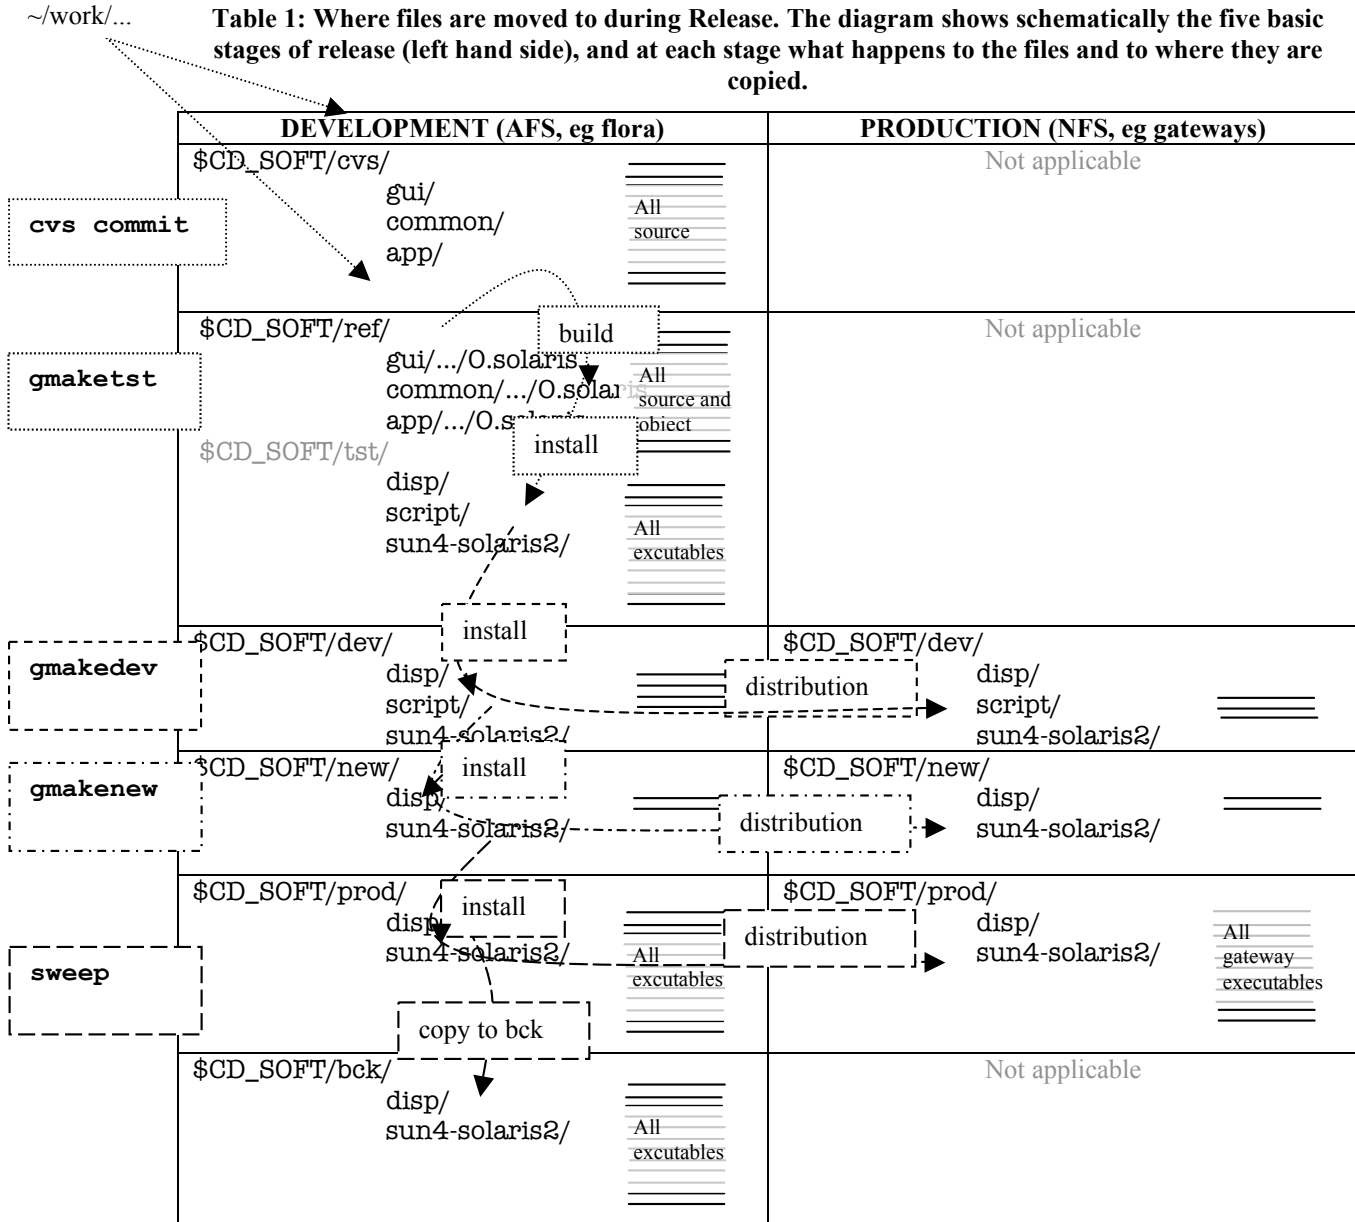 ~/work/...
Table 1: Where files are moved to during Release. The diagram shows schematically the five basic
stages of release (left hand side), and at each stage what happens to the files and to where they are
copied.
DEVELOPMENT (AFS, eg flora)
PRODUCTION (NFS, eg gateways)
cvs commit
$CD_SOFT/cvs/
gui/
common/
app/
All
source
Not applicable
gmaketst
$CD_SOFT/ref/
build
gui/.../O.solaris
common/.../O.solaris
app/.../O.solaris
All
source and
object
install
$CD_SOFT/tst/
disp/
script/
sun4-solaris2/
All
excutables
Not applicable
gmakedev
$CD_SOFT/dev/
install
disp/
script/
sun4-solaris2/
distribution
$CD_SOFT/dev/
disp/
script/
sun4-solaris2/
gmakenew
$CD_SOFT/new/
install
disp/
sun4-solaris2/
distribution
$CD_SOFT/new/
disp/
sun4-solaris2/
sweep
$CD_SOFT/prod/
install
disp/
sun4-solaris2/
All
excutables
distribution
$CD_SOFT/prod/
disp/
sun4-solaris2/
All
gateway
executables
copy to bck
$CD_SOFT/bck/
disp/
sun4-solaris2/
All
excutables
Not applicable